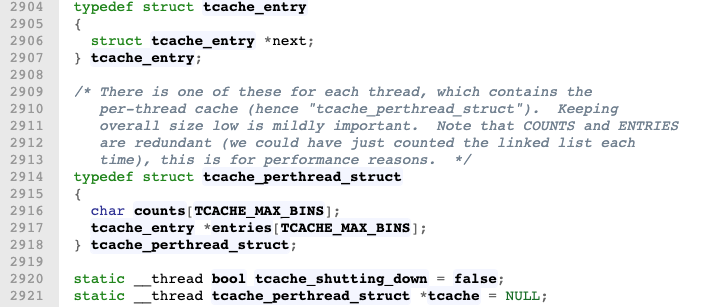 2904 typedef struct tcache_entry
2905 {
2906   struct tcache_entry *next;
2907 } tcache_entry;
2908
2909 /* There is one of these for each thread, which contains the
2910    per-thread cache (hence "tcache_perthread_struct").  Keeping
2911    overall size low is mildly important.  Note that COUNTS and ENTRIES
2912    are redundant (we could have just counted the linked list each
2913    time), this is for performance reasons.  */
2914 typedef struct tcache_perthread_struct
2915 {
2916   char counts[TCACHE_MAX_BINS];
2917   tcache_entry *entries[TCACHE_MAX_BINS];
2918 } tcache_perthread_struct;
2919
2920 static __thread bool tcache_shutting_down = false;
2921 static __thread tcache_perthread_struct *tcache = NULL;